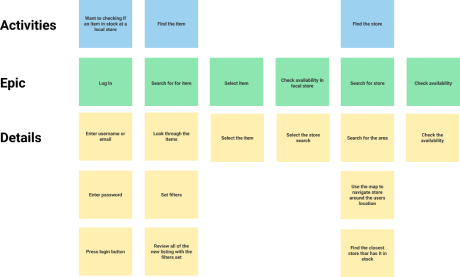 Activities
Want to checking if
an item in stock at a
local store
Find the item
Find the store
Epic
Log In
Search for for item
Select item
Check availability in
local store
Search for store
Check availability
Details
Enter username or
email
Look through the
items
Select the item
Select the store
search
Search for the area
Check the
availability
Enter password
Set filters
Use the map to
navigate store
around the users
location
Press login button
Review all of the
new listing with the
filters set
Find the closest
store that has it in
stock